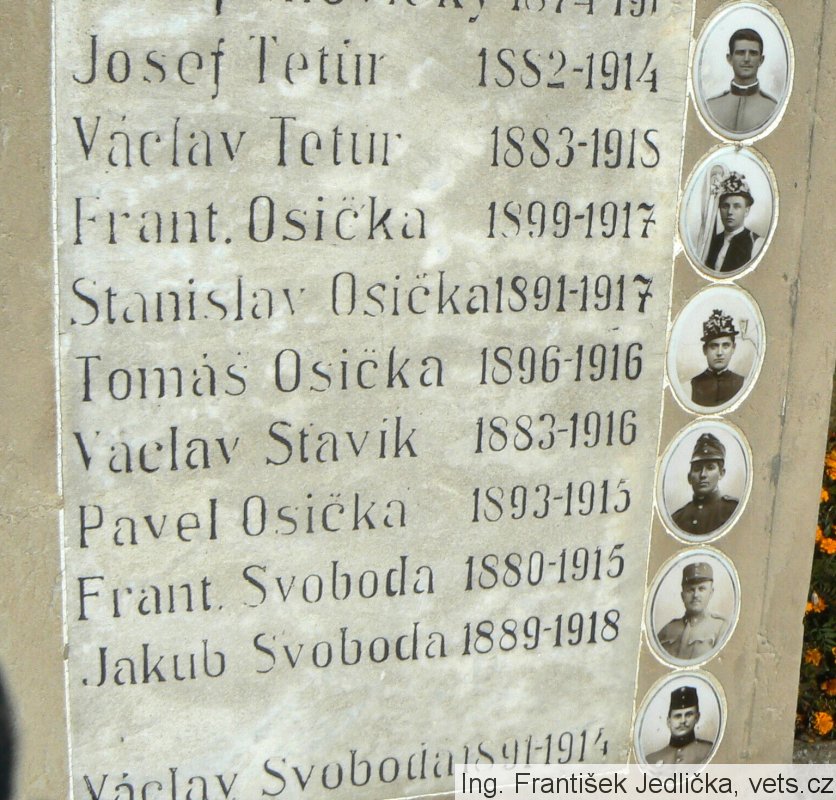 Josef Tetur 1882-1914
Václav Tetur 1883-1915
Frant. Osička 1899-1917
Stanislav Osička 1891-1917
Tomáš Osička 1896-1916
Václav Stavik 1883-1916
Pavel Osička 1893-1915
Frant. Svoboda 1880-1915
Jakub Svoboda 1889-1918
Václav Svoboda 1891-1914
Ing. František Jedlička, vets.cz